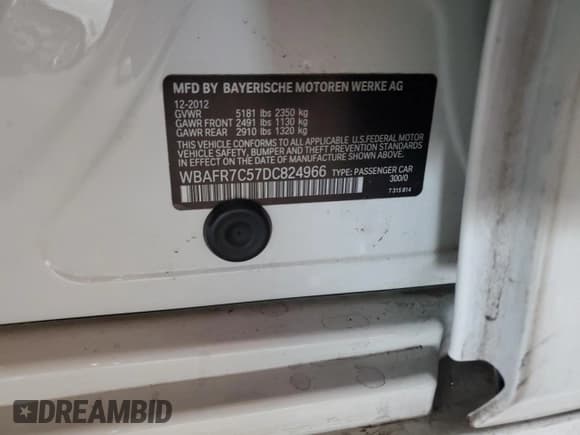 MFD BY BAYERISCHE MOTOREN WERKE AG
12-2012
GVWR 5181 lbs 2350 kg
GAWR FRONT 2491 lbs 1130 kg
GAWR REAR 2910 lbs 1320 kg
THIS VEHICLE CONFORMS TO ALL APPLICABLE U.S.FEDERAL MOTOR
VEHICLE SAFETY, BUMPER, AND THEFT PREVENTION STANDARDS
IN EFFECT ON THE DATE OF MANUFACTURE SHOWN ABOVE.
WBAFR7C57DC824966 TYPE: PASSENGER CAR
300/0
7 315 814
DREAMBID